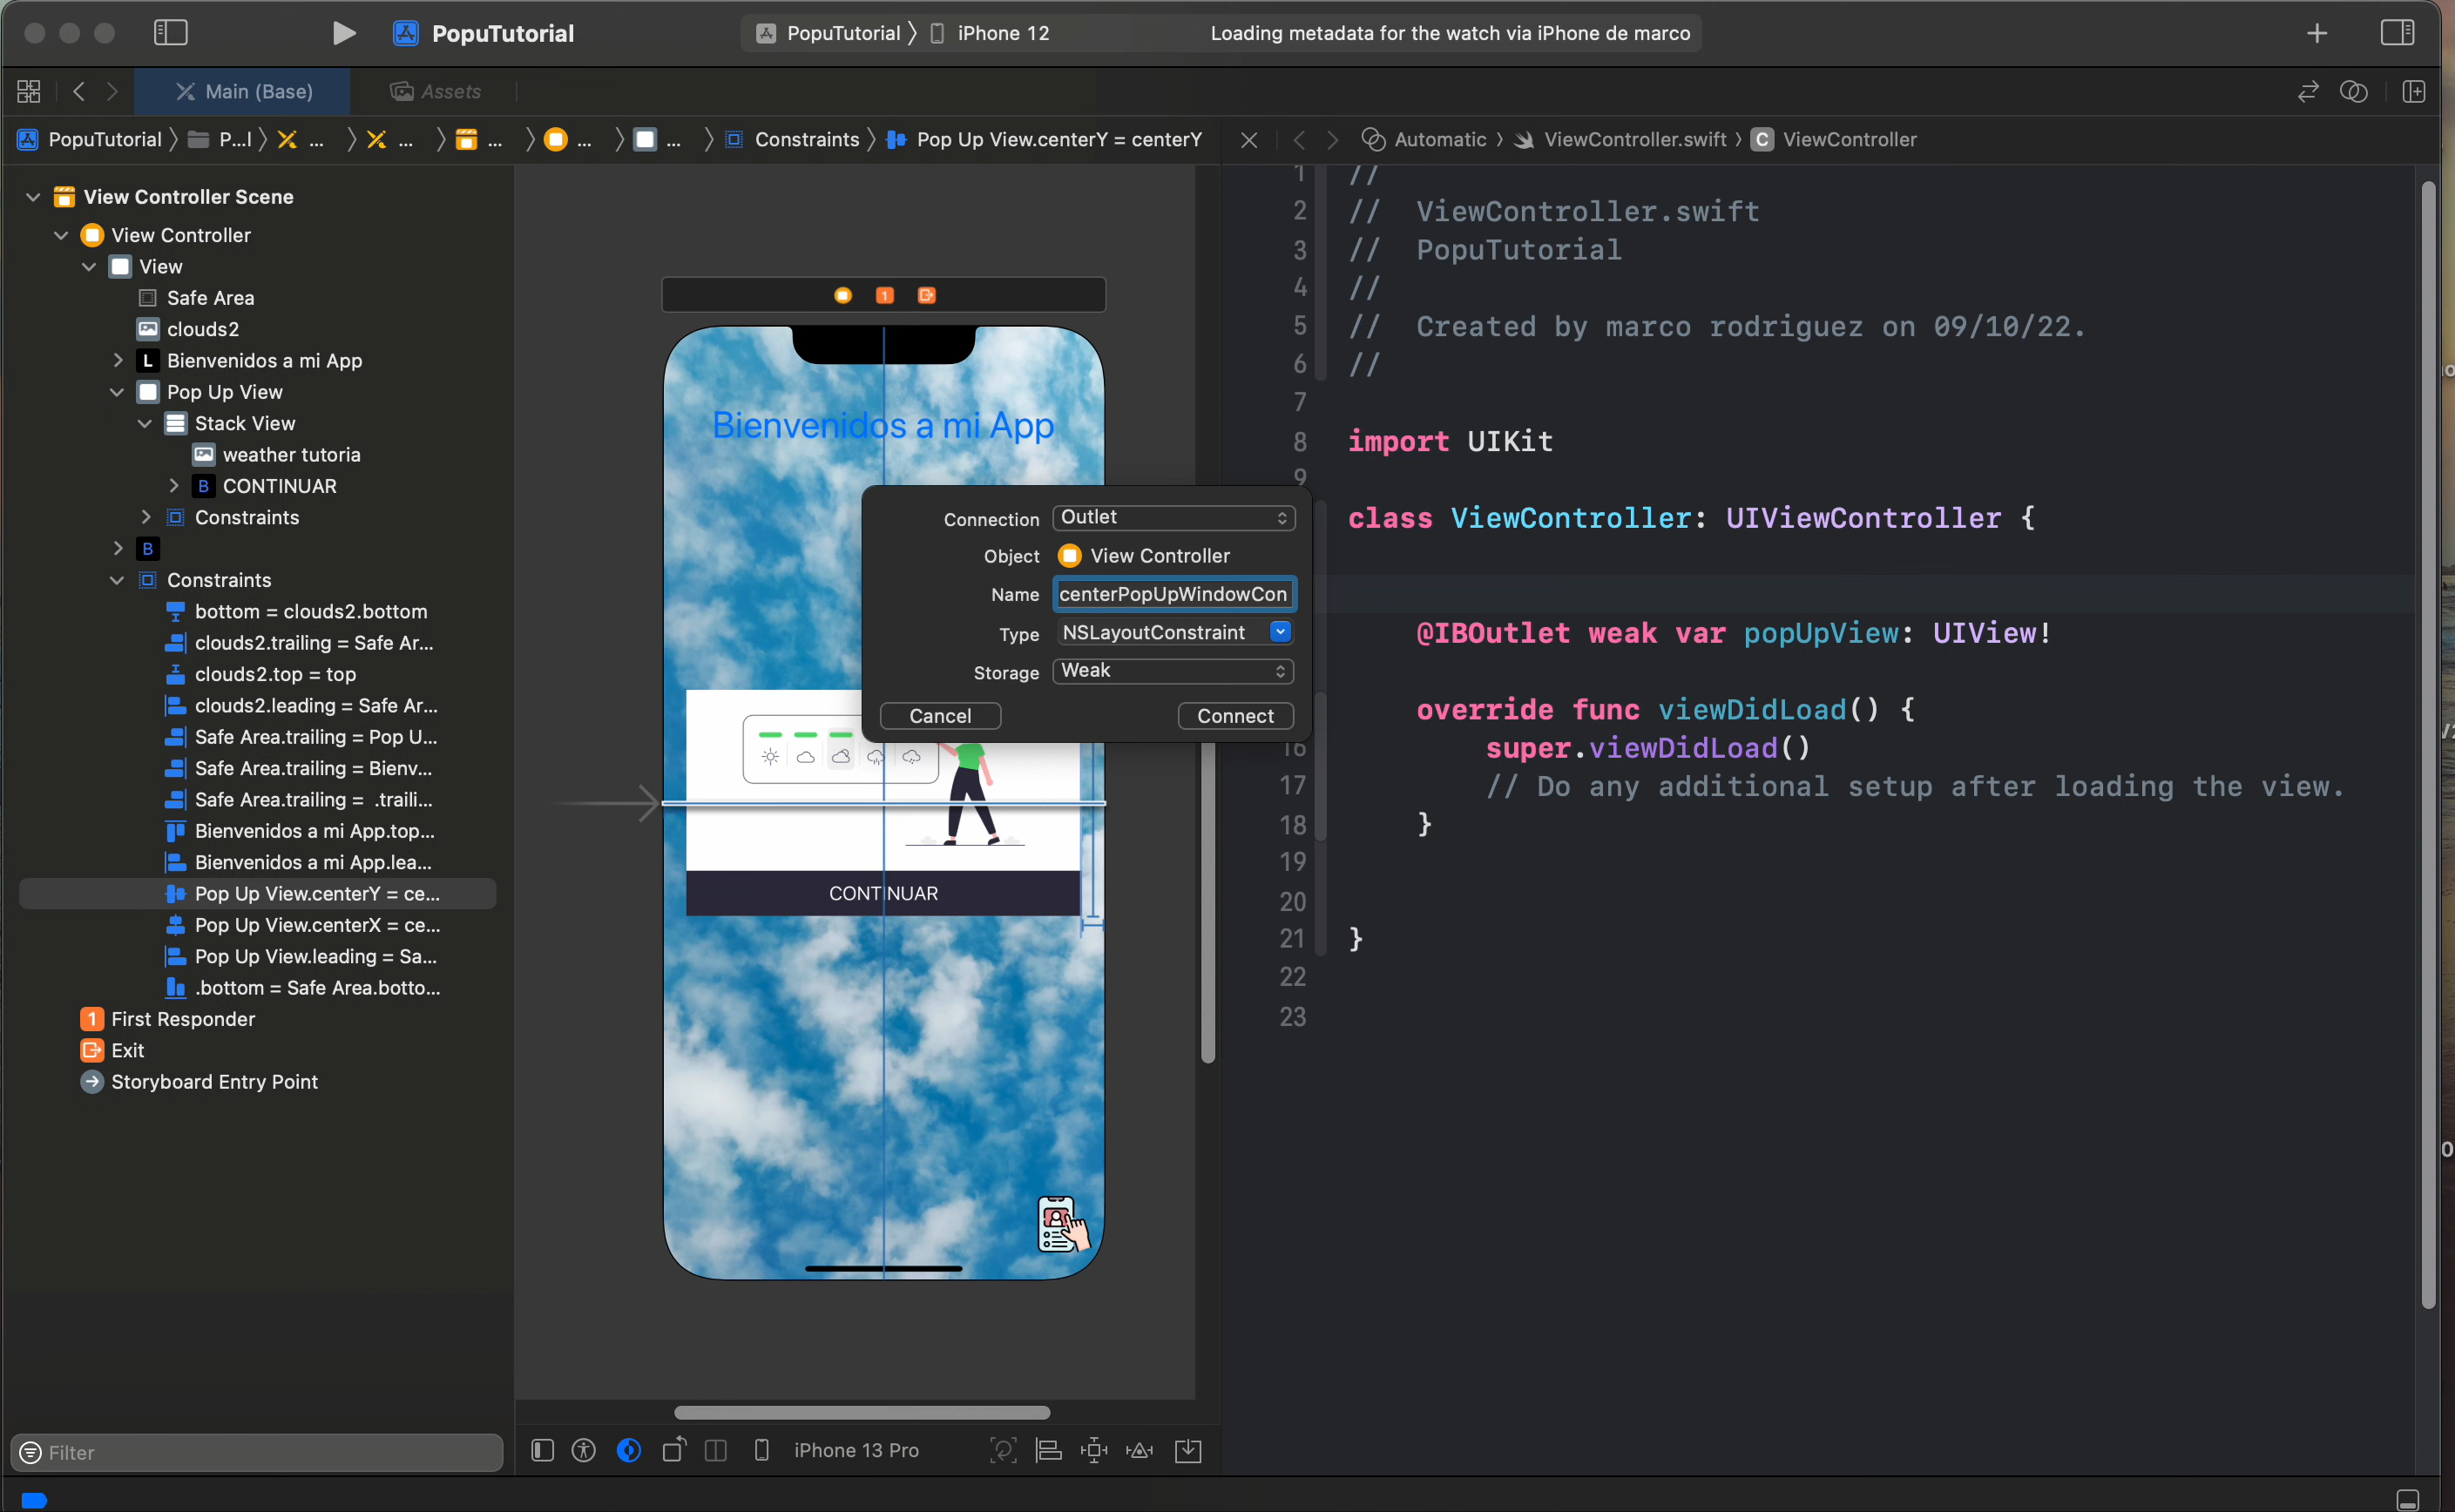 PopuTutorial
PopuTutorial
iPhone 12
Loading metadata for the watch via iPhone de marco
Main (Base)
Assets
PopuTutorial
P...l
...
...
...
...
...
Constraints
Pop Up View.centerY = centerY
Automatic
ViewController.swift
C
ViewController
View Controller Scene
View Controller
View
Safe Area
clouds2
L Bienvenidos a mi App
Pop Up View
Stack View
weather tutoria
B CONTINUAR
Constraints
B
Constraints
bottom = clouds2.bottom
clouds2.trailing = Safe Ar...
clouds2.top = top
clouds2.leading = Safe Ar...
Safe Area.trailing = Pop U...
Safe Area.trailing = Bienv...
Safe Area.trailing = .traili...
Bienvenidos a mi App.top...
Bienvenidos a mi App.lea...
Pop Up View.centerY = ce...
Pop Up View.centerX = ce...
Pop Up View.leading = Sa...
.bottom = Safe Area.botto...
1 First Responder
Exit
Storyboard Entry Point
Filter
1
Bienvenidos a mi App
CONTINUAR
iPhone 13 Pro
Connection Outlet
Object View Controller
Name centerPopUpWindowCon
Type NSLayoutConstraint
Storage Weak
Cancel
Connect
1 //
2 // ViewController.swift
3 // PopuTutorial
4 //
5 // Created by marco rodriguez on 09/10/22.
6 //
7
8 import UIKit
9
class ViewController: UIViewController {
@IBOutlet weak var popUpView: UIView!
override func viewDidLoad() {
16 super.viewDidLoad()
17 // Do any additional setup after loading the view.
18 }
19
20
21 }
22
23